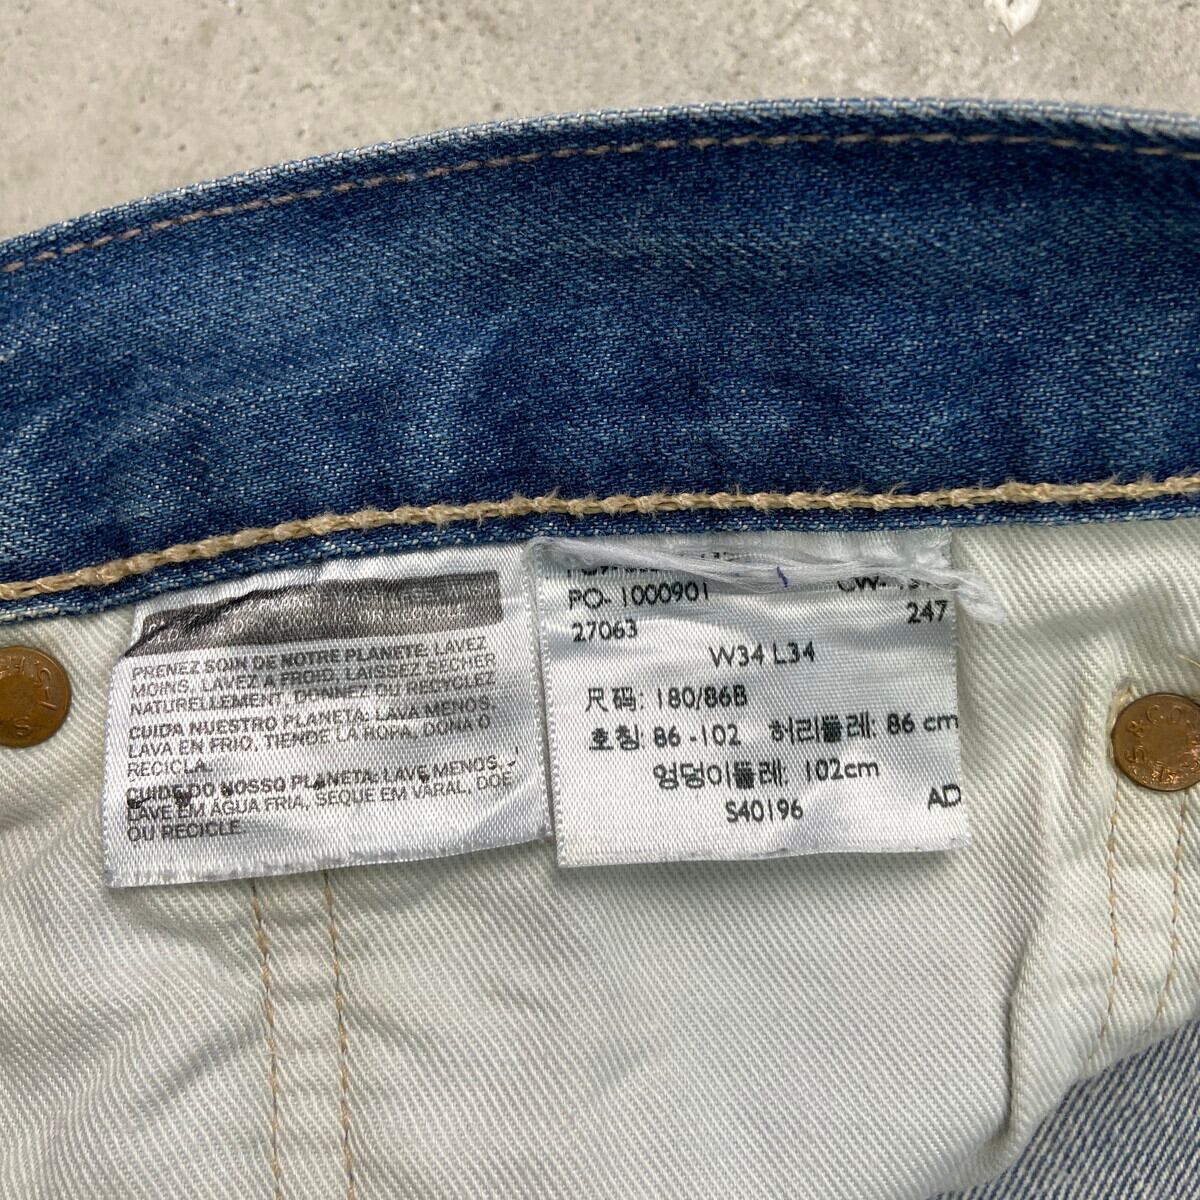 PRENEZ SOIN DE NOTRE PLANETE: LAVEZ
MOINS, LAVEZ A FROID, LAISSEZ SECHER
NATURELLEMENT, DONNEZ OU RECYCLEZ
CUIDA NUESTRO PLANETA: LAVA MENOS,
LAVA EN FRIO, TIENDE LA ROPA, DONA O
RECICLA.
CUIDE DO NOSSO PLANETA: LAVE MENOS,
LAVE EM AGUA FRIA, SEQUE EM VARAL, DOE
OU RECICLE.
PO- 1000901
27063 247
W34 L34
尺码: 180/86B
호칭: 86 -102 허리둘레: 86 cm
엉덩이둘레: 102cm
S40196 AD